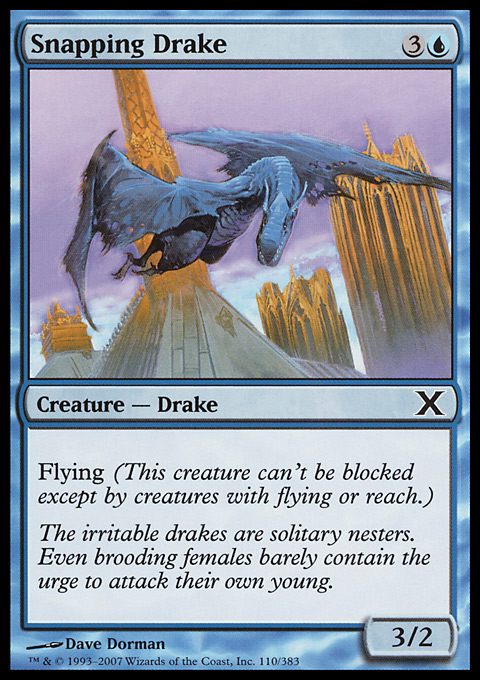 Snapping Drake 3
Creature — Drake X
Flying (This creature can't be blocked
except by creatures with flying or reach.)
The irritable drakes are solitary nesters.
Even brooding females barely contain the
urge to attack their own young.
3/2
Dave Dorman
™ & © 1993–2007 Wizards of the Coast, Inc. 110/383